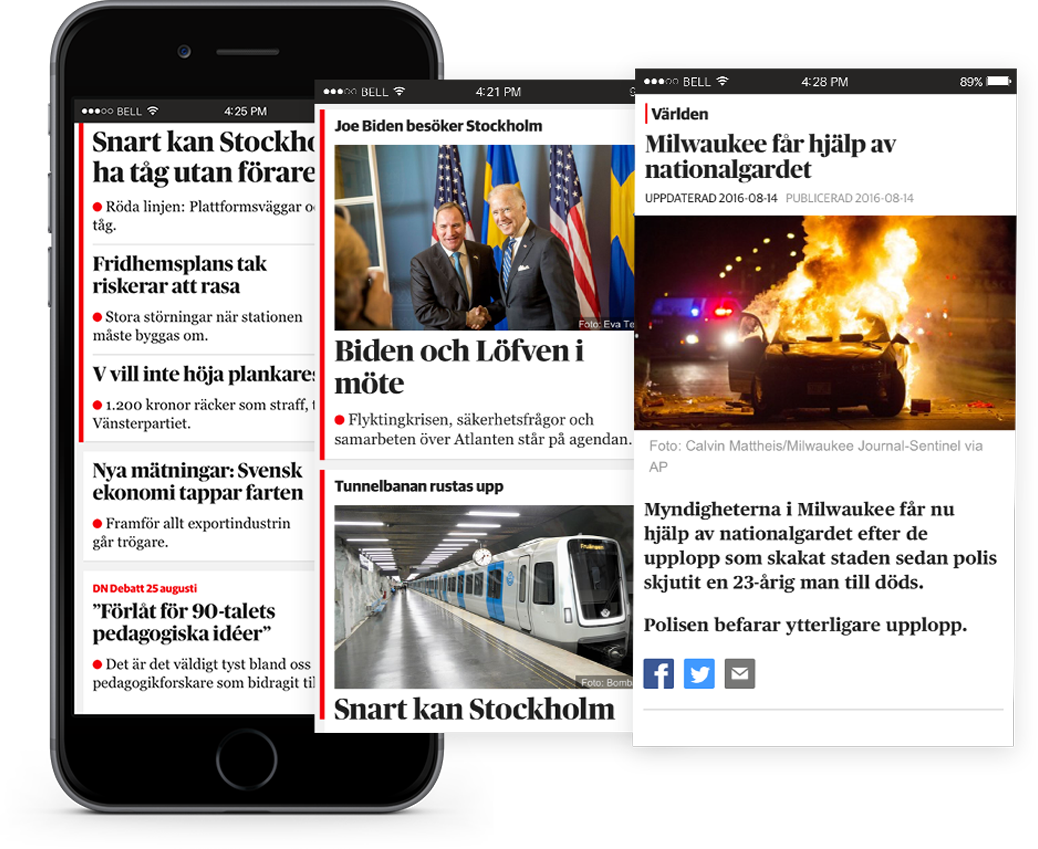 BELL
4:25 PM
Snart kan Stockho
ha tåg utan förare
Röda linjen: Plattformsväggar o
tåg.
Fridhemsplans tak
riskerar att rasa
Stora störningar när stationen
måste byggas om.
V vill inte höja plankares
1.200 kronor räcker som straff, t
Vänsterpartiet.
Nya mätningar: Svensk
ekonomi tappar farten
Framför allt exportindustrin
går trögare.
DN Debatt 25 augusti
”Förlåt för 90-talets
pedagogiska idéer”
Det är det väldigt tyst bland oss
pedagogikforskare som bidragit til
BELL
4:21 PM
9
Joe Biden besöker Stockholm
Foto: Eva Te
Biden och Löfven i
möte
Flyktingkrisen, säkerhetsfrågor och
samarbeten över Atlanten står på agendan.
Tunnelbanan rustas upp
Foto: Bomb
Snart kan Stockholm
BELL
4:28 PM
89%
Världen
Milwaukee får hjälp av
nationalgardet
UPPDATERAD 2016-08-14 PUBLICERAD 2016-08-14
Foto: Calvin Mattheis/Milwaukee Journal-Sentinel via
AP
Myndigheterna i Milwaukee får nu
hjälp av nationalgardet efter de
upplopp som skakat staden sedan polis
skjutit en 23-årig man till döds.
Polisen befarar ytterligare upplopp.